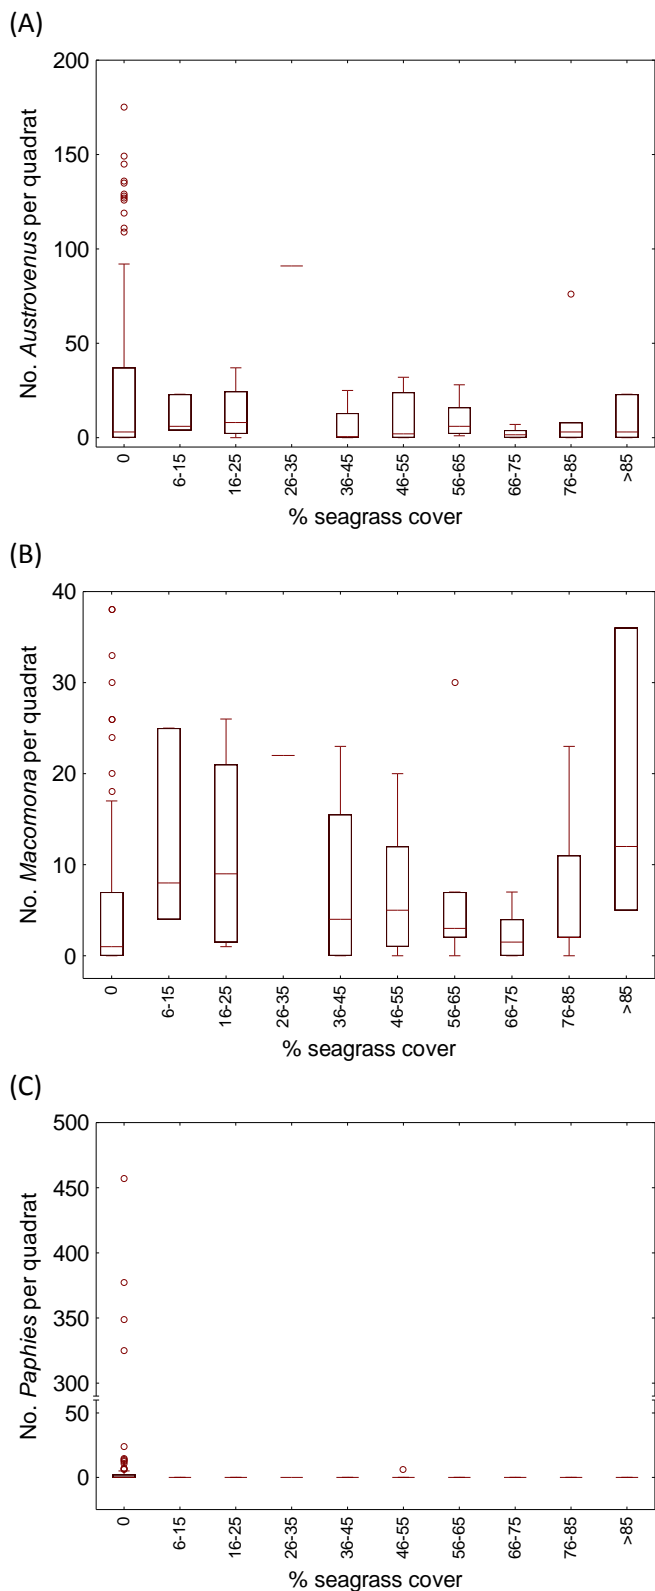 (A)
No. Austrovenus per quadrat
200
150
100
50
0
0 6-15 16-25 26-35 36-45 46-55 56-65 66-75 76-85 >85
% seagrass cover
(B)
No. Macomona per quadrat
40
30
20
10
0
0 6-15 16-25 26-35 36-45 46-55 56-65 66-75 76-85 >85
% seagrass cover
(C)
No. Paphies per quadrat
500
450
400
350
300
50
0
0 6-15 16-25 26-35 36-45 46-55 56-65 66-75 76-85 >85
% seagrass cover